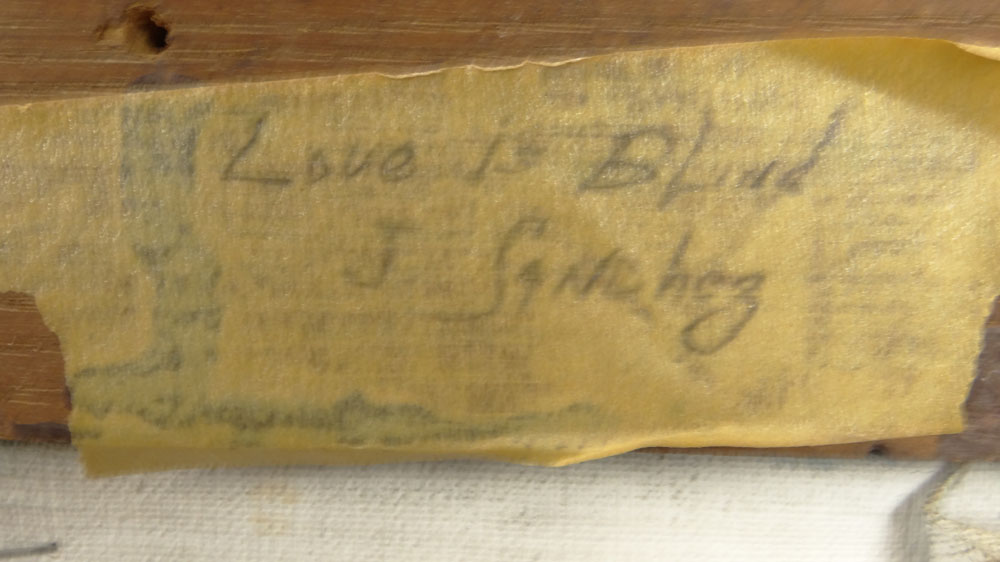 Love is Blind
J Sanchez